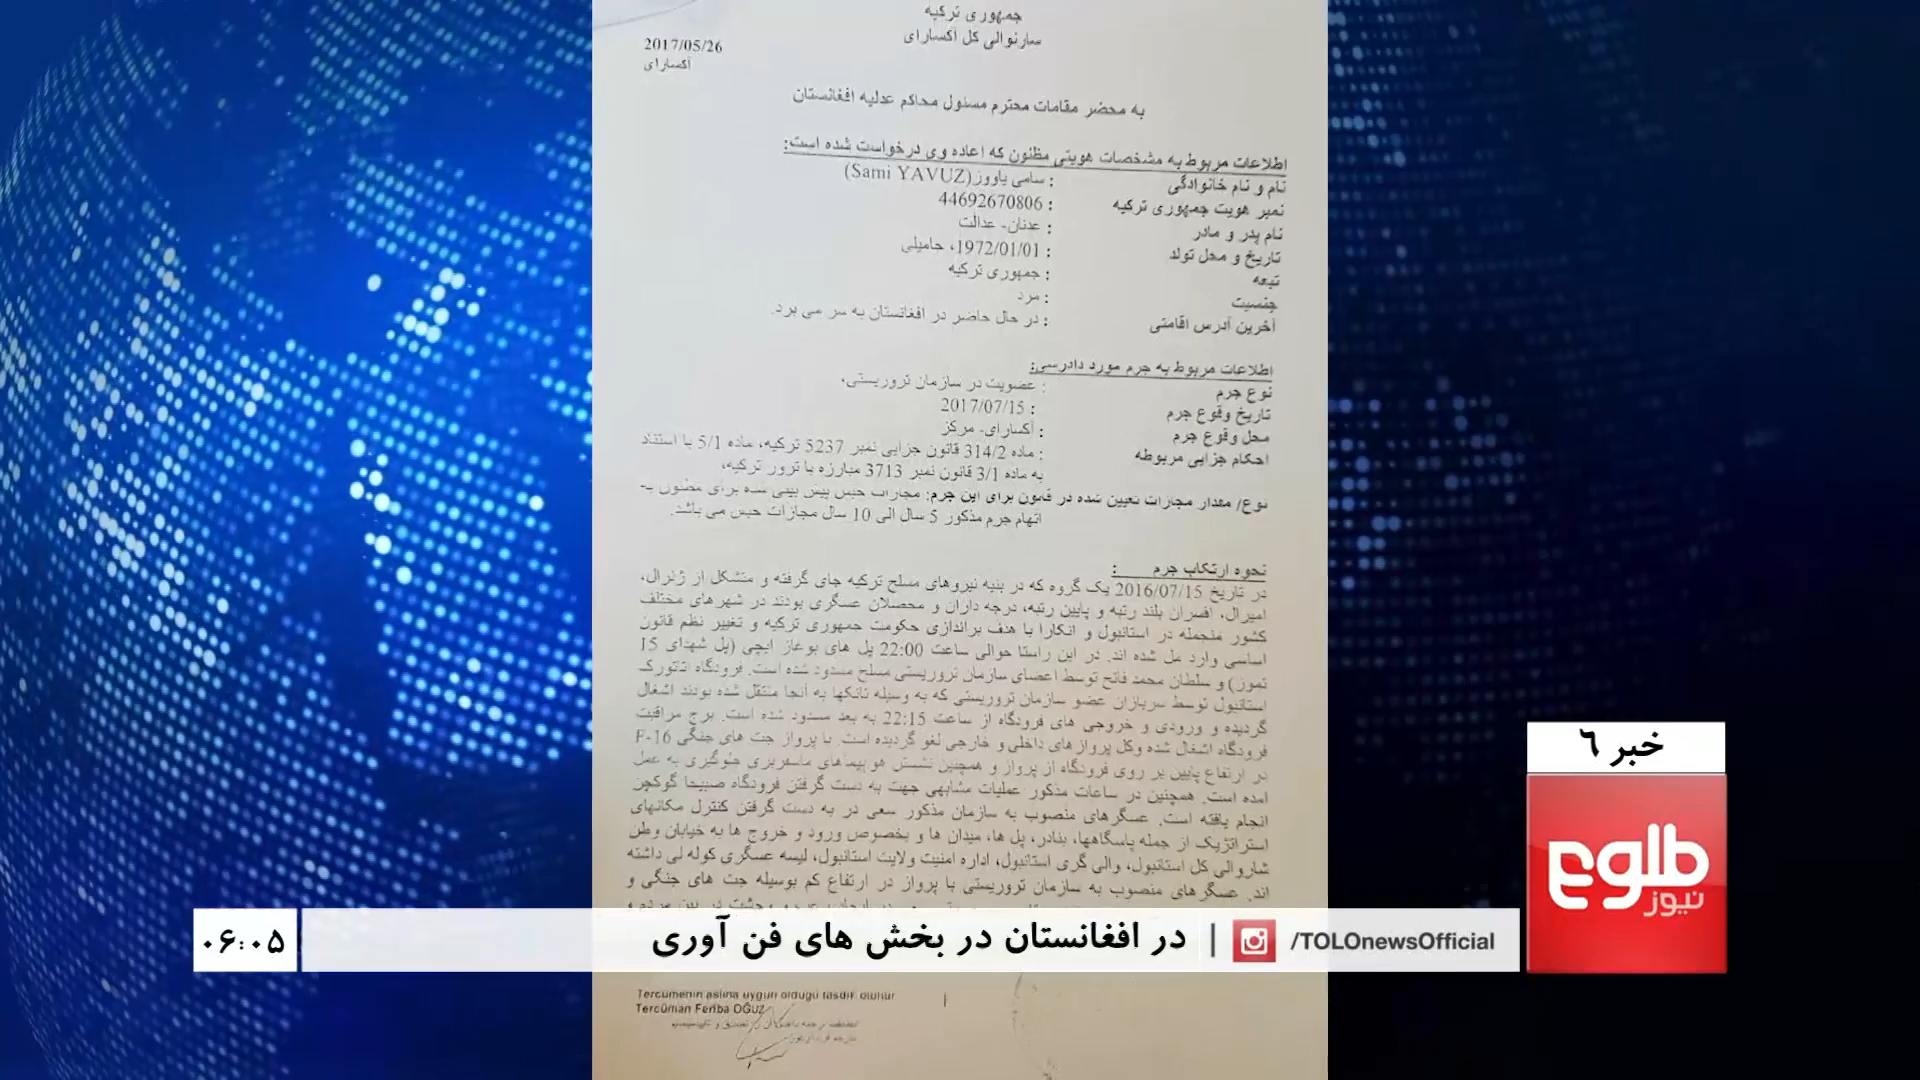 جمهوری ترکیه
سارنوالی کل آکسارای
2017/05/26
آکسارای
به محضر مقامات محترم مسئول محاکم عدلیه افغانستان
اطلاعات مربوط به مشخصات هویتی مظنون که اعاده وی درخواست شده است:
نام و نام خانوادگی : سامی یاووز(Sami YAVUZ)
نمبر هویت جمهوری ترکیه : 44692670806
نام پدر و مادر : عدنان- عدالت
تاریخ و محل تولد : 1972/01/01، جامیلی
تبعه : جمهوری ترکیه
جنسیت : مرد
آخرین آدرس اقامتی : در حال حاضر در افغانستان به سر می برد.
اطلاعات مربوط به جرم مورد دادرسی:
نوع جرم : عضویت در سازمان تروریستی،
تاریخ وقوع جرم : 2017/07/15
محل وقوع جرم : آکسارای- مرکز
احکام جزایی مربوطه : ماده 314/2 قانون جزایی نمبر 5237 ترکیه، ماده 5/1 با استناد
به ماده 3/1 قانون نمبر 3713 مبارزه با ترور ترکیه،
نوع/ مقدار مجازات تعیین شده در قانون برای این جرم: مجازات حبس پیش بینی شده برای مظنون به
اتهام جرم مذکور 5 سال الی 10 سال مجازات حبس می باشد.
نحوه ارتکاب جرم :
در تاریخ 2016/07/15 یک گروه که در بنیه نیروهای مسلح ترکیه جای گرفته و متشکل از ژنرال،
امیرال، افسران بلند رتبه و پایین رتبه، درجه داران و محصلان عسگری بودند در شهرهای مختلف
کشور منجمله در استانبول و انکارا با هدف براندازی حکومت جمهوری ترکیه و تغییر نظم قانون
اساسی وارد مل شده اند. در این راستا حوالی ساعت 22:00 پل های بوغاز ایچی (پل شهدای 15
تموز) و سلطان محمد فاتح توسط اعضای سازمان تروریستی مسلح مسدود شده است. فرودگاه اتاتورک
استانبول توسط سربازان عضو سازمان تروریستی که به وسیله تانکها به آنجا منتقل شده بودند اشغال
گردیده و ورودی و خروجی های فرودگاه از ساعت 22:15 به بعد مسدود شده است. برج مراقبت
فرودگاه اشغال شده وکل پروازهای داخلی و خارجی لغو گردیده است. با پرواز جت های جنگی F-16
در ارتفاع پایین بر روی فرودگاه از پرواز و همچنین نشستن هواپیماهای مسافربری جلوگیری به عمل
آمده است. همچنین در ساعات مذکور عملیات مشابهی جهت به دست گرفتن فرودگاه صبیحا گوکچن
انجام یافته است. عسگرهای منصوب به سازمان مذکور سعی در به دست گرفتن کنترل مکانهای
استراتژیک از جمله پاسگاهها، بنادر، پل ها، میدان ها و بخصوص ورود و خروج ها به خیابان وطن
شاروالی کل استانبول، والی گری استانبول، اداره امنیت ولایت استانبول، لیسه عسگری کوله لی داشته
اند. عسگرهای منصوب به سازمان تروریستی با پرواز در ارتفاع کم بوسیله جت های جنگی و
خبر ۶
طلوع
نیوز
۰۶:۰۵
در افغانستان در بخش های فن آوری | /TOLOnewsOfficial
Tercümenin aslına uygun olduğu tasdik olunur
Tercüman Feriba OĞUZ